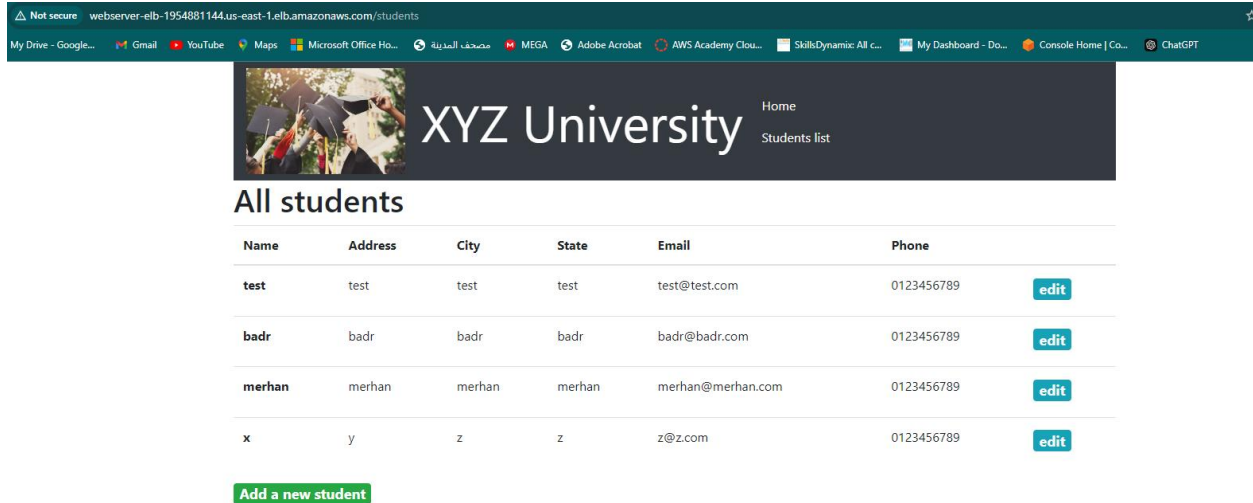 Not secure webserver-elb-1954881144.us-east-1.elb.amazonaws.com/students
My Drive - Google... Gmail YouTube Maps Microsoft Office Ho... مصحف المدينة MEGA Adobe Acrobat AWS Academy Clou... SkillsDynamix: All c... My Dashboard - Do... Console Home | Co... ChatGPT
XYZ University
Home
Students list
All students
Name Address City State Email Phone
test test test test test@test.com 0123456789 edit
badr badr badr badr badr@badr.com 0123456789 edit
merhan merhan merhan merhan merhan@merhan.com 0123456789 edit
x y z z z@z.com 0123456789 edit
Add a new student